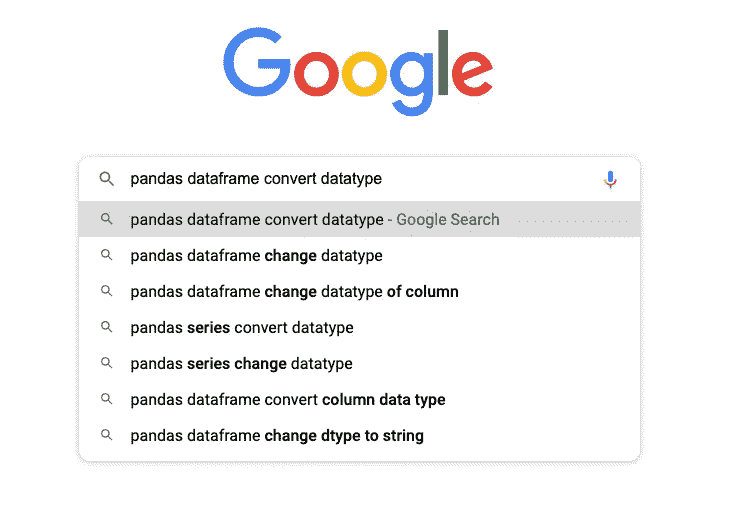 Google
pandas dataframe convert datatype
pandas dataframe convert datatype - Google Search
pandas dataframe change datatype
pandas dataframe change datatype of column
pandas series convert datatype
pandas series change datatype
pandas dataframe convert column data type
pandas dataframe change dtype to string